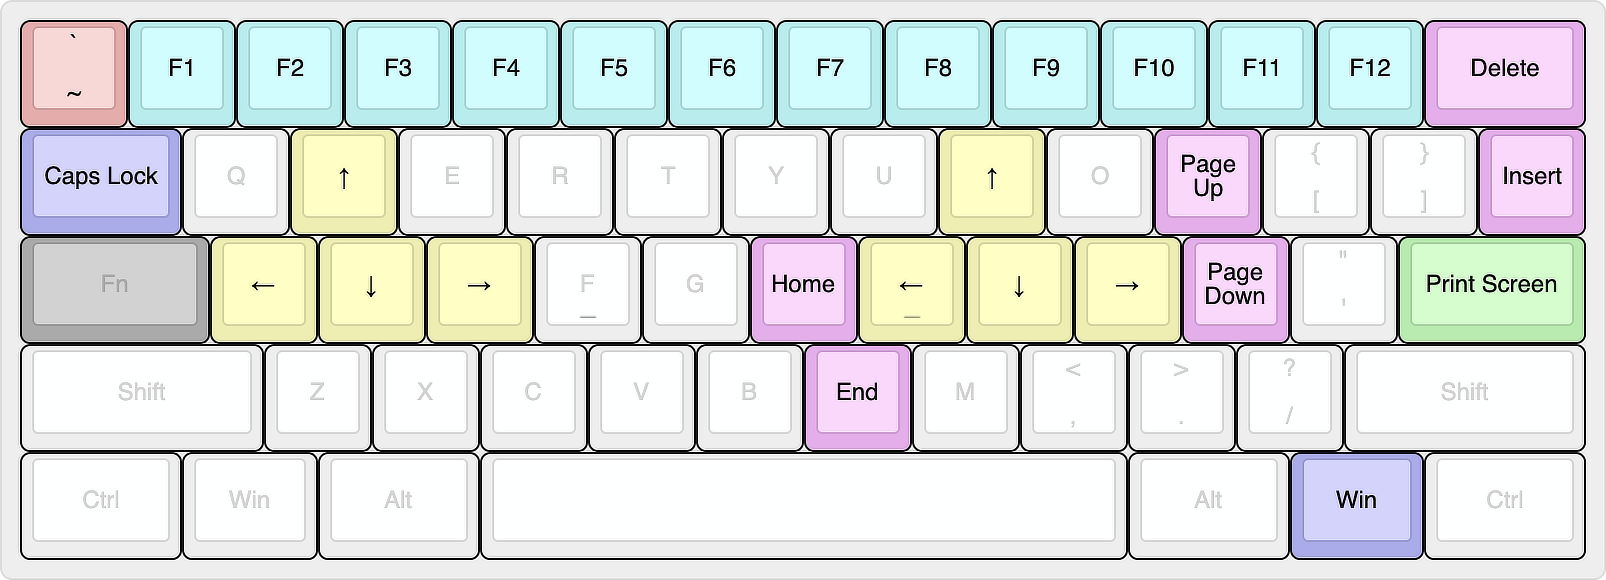 ` F1 F2 F3 F4 F5 F6 F7 F8 F9 F10 F11 F12 Delete
~
Caps Lock Q ↑ E R T Y U ↑ O Page Up { } Insert
[ ]
Fn ← ↓ → F G Home ← ↓ → Page Down " Print Screen
_ _ '
Shift Z X C V B End M < > ? Shift
, . /
Ctrl Win Alt Alt Win Ctrl